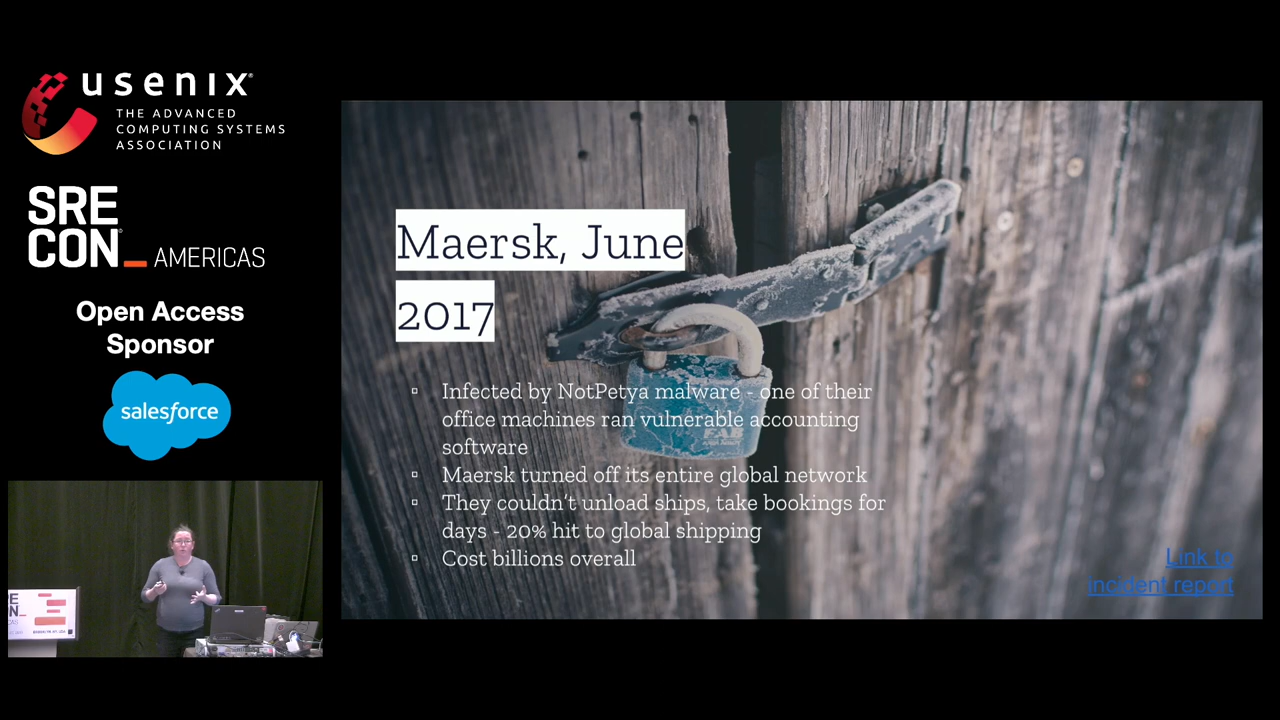 usenix®
THE ADVANCED
COMPUTING SYSTEMS
ASSOCIATION
SRE
CON
AMERICAS
Open Access
Sponsor
salesforce
Maersk, June
2017
▫ Infected by NotPetya malware - one of their
office machines ran vulnerable accounting
software
▫ Maersk turned off its entire global network
▫ They couldn't unload ships, take bookings for
days - 20% hit to global shipping
▫ Cost billions overall
FAB
Link to
incident report